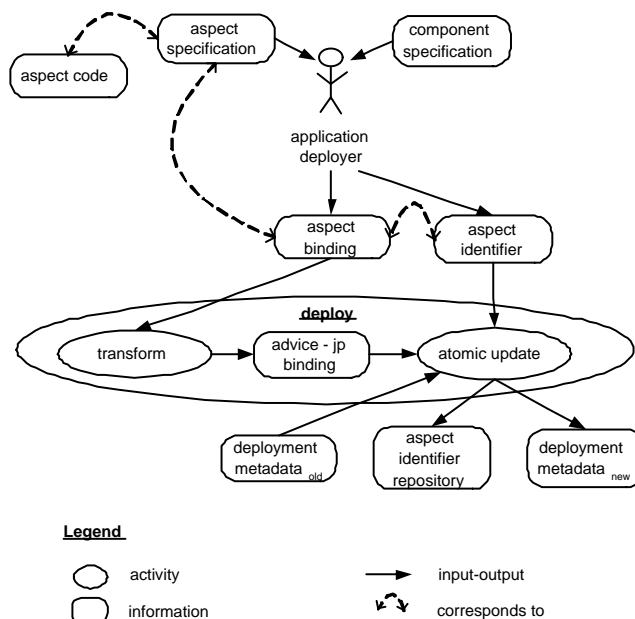 aspect
specification
component
specification
aspect code
application
deployer
aspect
binding
aspect
identifier
deploy
transform
advice - jp
binding
atomic update
deployment
metadata old
aspect
identifier
repository
deployment
metadata new
Legend
activity
input-output
information
corresponds to